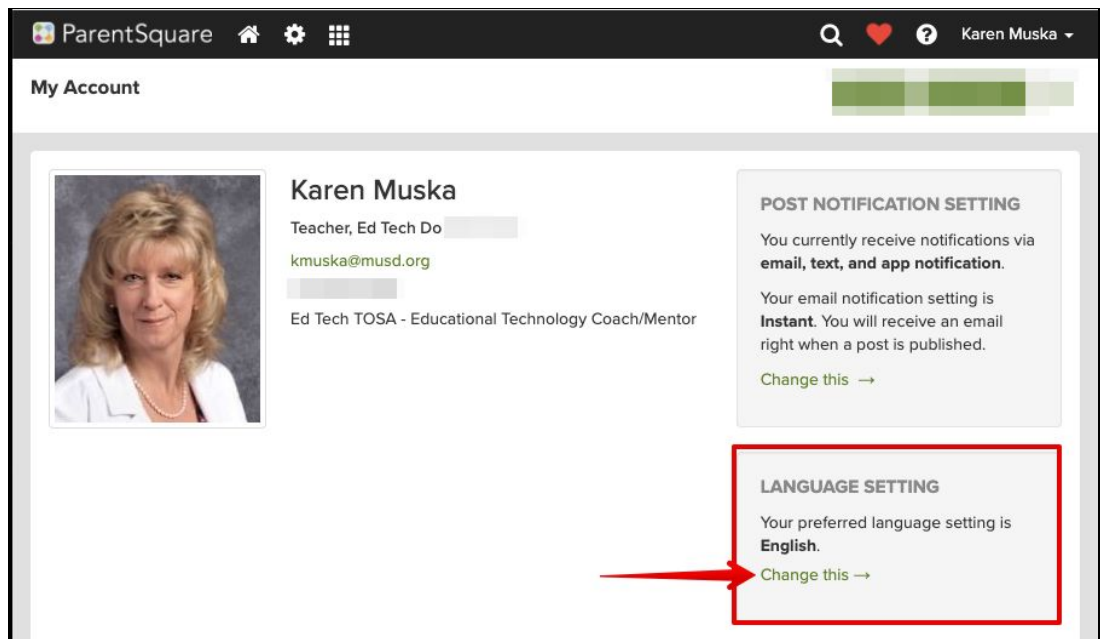 ParentSquare
Karen Muska
My Account
Karen Muska
Teacher, Ed Tech Do
kmuska@musd.org
Ed Tech TOSA - Educational Technology Coach/Mentor
POST NOTIFICATION SETTING
You currently receive notifications via
email, text, and app notification.
Your email notification setting is
Instant. You will receive an email
right when a post is published.
Change this →
LANGUAGE SETTING
Your preferred language setting is
English.
Change this →